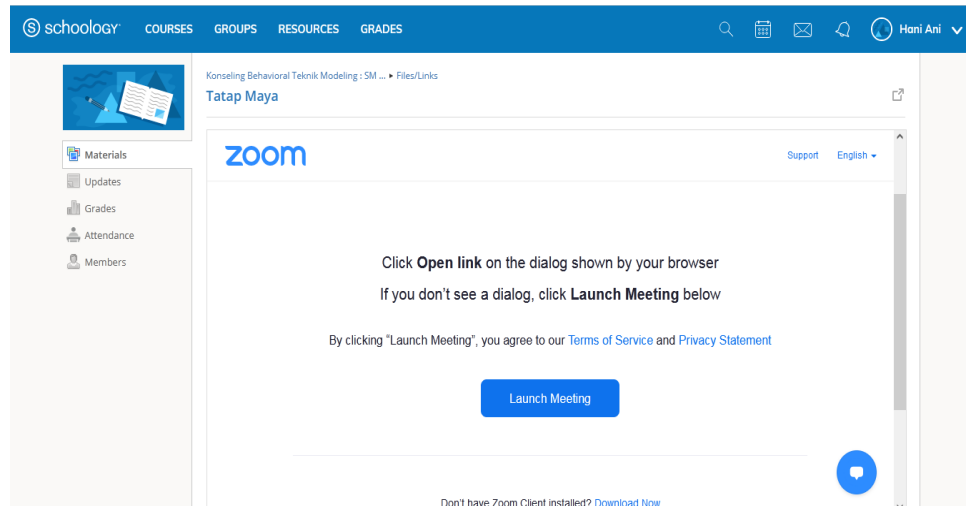 schoology COURSES GROUPS RESOURCES GRADES Hani Ani
Konseling Behavioral Teknik Modeling : SM ... ▸ Files/Links
Tatap Maya
Materials
Updates
Grades
Attendance
Members
zoom Support English
Click Open link on the dialog shown by your browser
If you don't see a dialog, click Launch Meeting below
By clicking "Launch Meeting", you agree to our Terms of Service and Privacy Statement
Launch Meeting
Don't have Zoom Client installed? Download Now